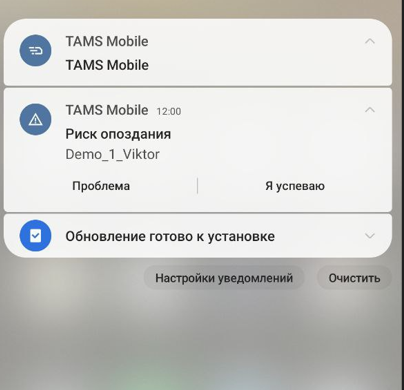 TAMS Mobile
TAMS Mobile
TAMS Mobile 12:00
Риск опоздания
Demo_1_Viktor
Проблема Я успеваю
Обновление готово к установке
Настройки уведомлений Очистить